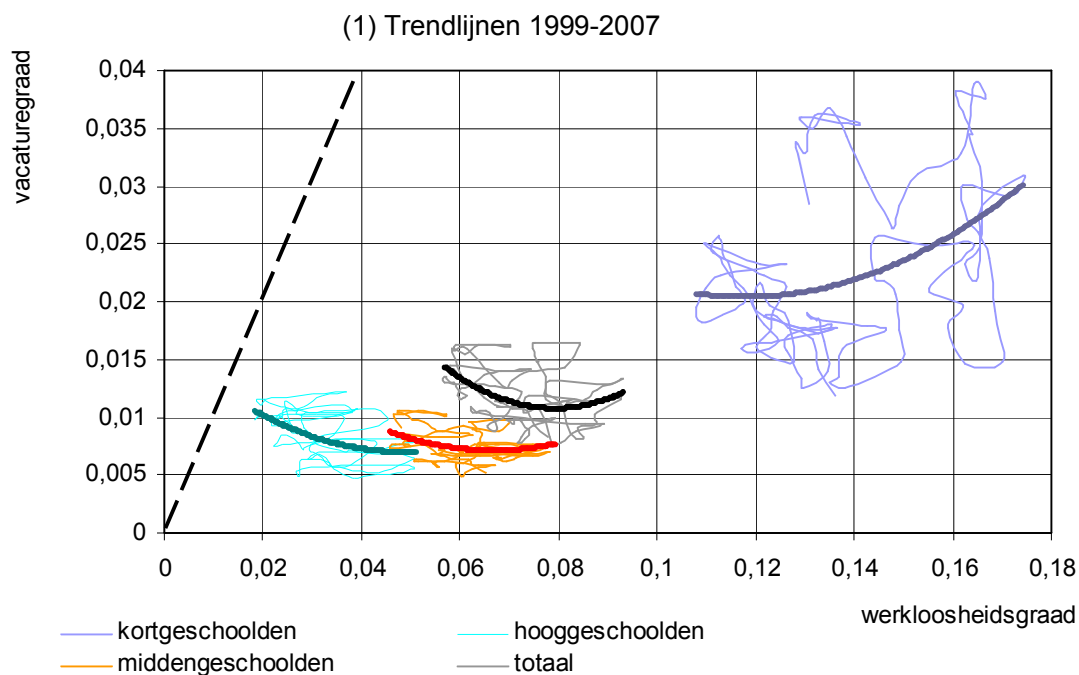 (1) Trendlijnen 1999-2007
vacaturegraad
0,04
0,035
0,03
0,025
0,02
0,015
0,01
0,005
0
0 0,02 0,04 0,06 0,08 0,1 0,12 0,14 0,16 0,18
werkloosheidsgraad
kortgeschoolden hooggeschoolden
middengeschoolden totaal